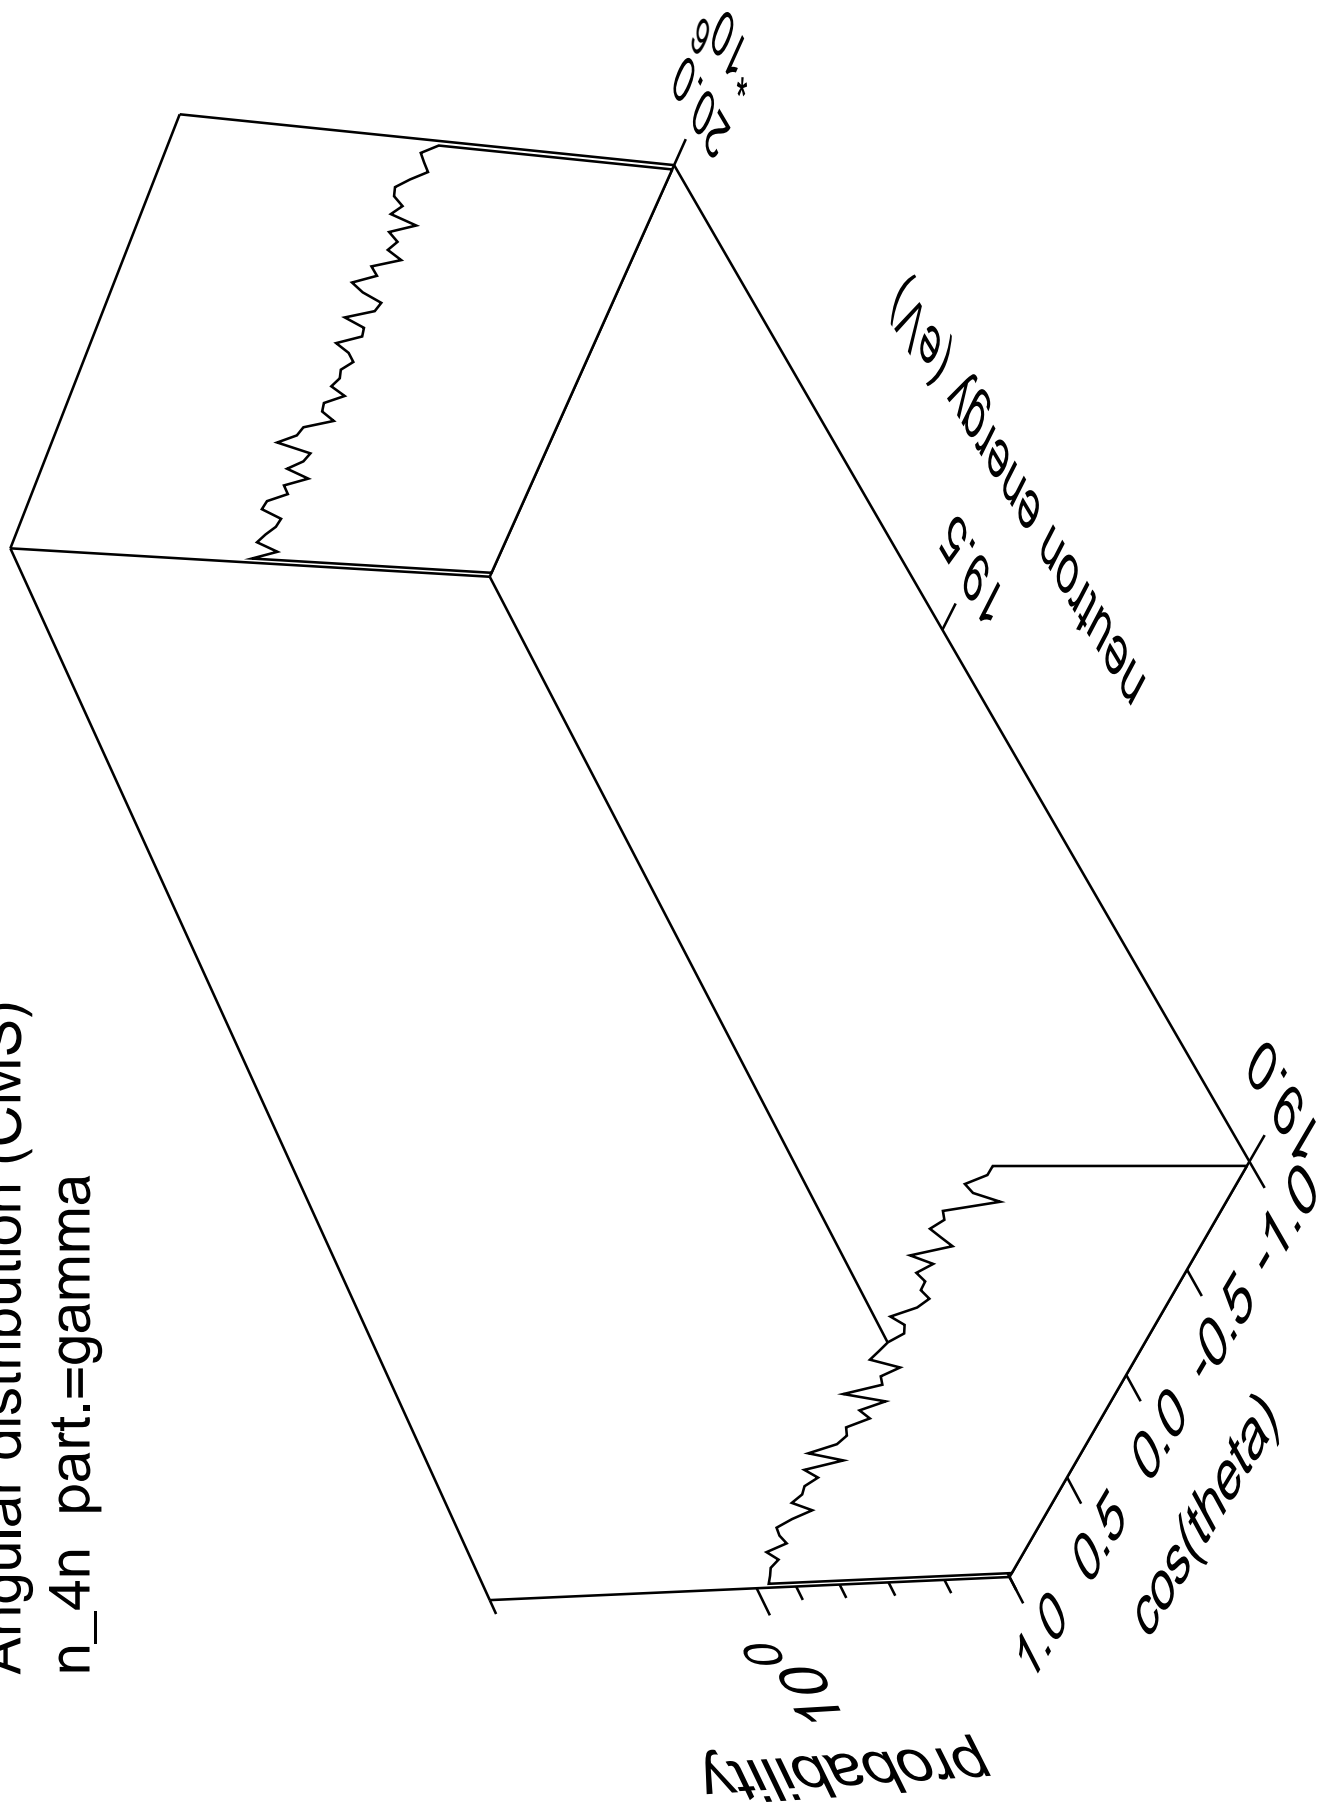 Angular distribution (CMS)
n_4n part.=gamma
probability
10^0
cos(theta)
1.0
0.5
0.0
-0.5
-1.0
neutron energy (eV)
19.0
19.5
20.0
*10^6